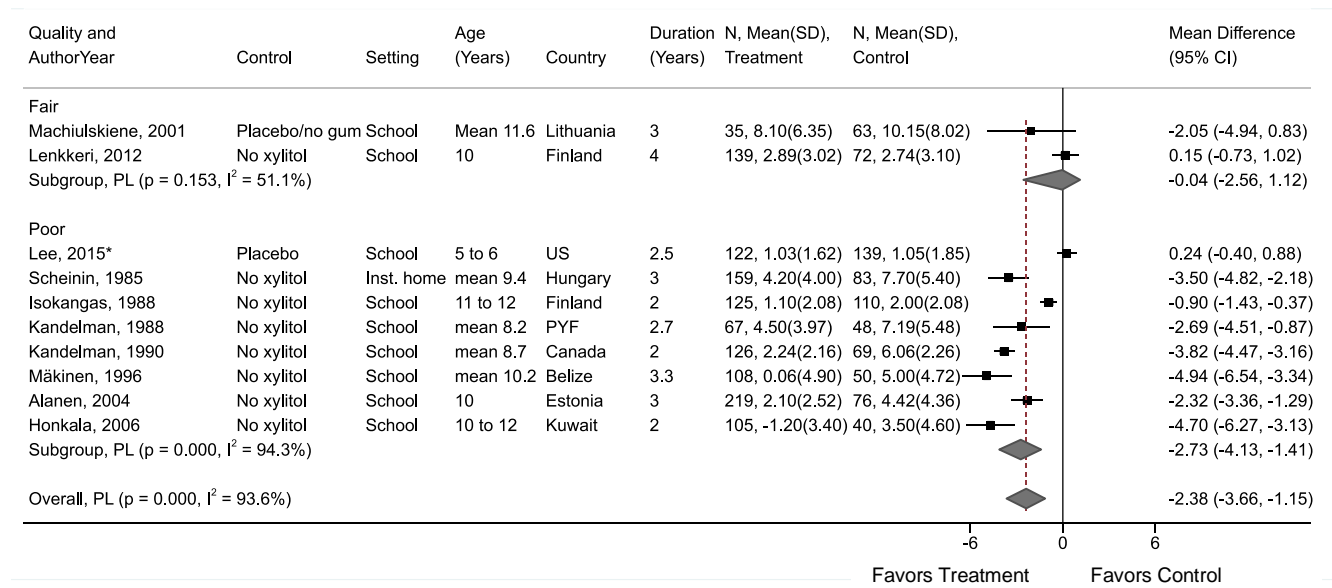 Quality and Age Duration N, Mean(SD), N, Mean(SD), Mean Difference
AuthorYear Control Setting (Years) Country (Years) Treatment Control (95% CI)
Fair
Machiulskiene, 2001 Placebo/no gum School Mean 11.6 Lithuania 3 35, 8.10(6.35) 63, 10.15(8.02) -2.05 (-4.94, 0.83)
Lenkkeri, 2012 No xylitol School 10 Finland 4 139, 2.89(3.02) 72, 2.74(3.10) 0.15 (-0.73, 1.02)
Subgroup, PL (p = 0.153, I² = 51.1%) -0.04 (-2.56, 1.12)
Poor
Lee, 2015* Placebo School 5 to 6 US 2.5 122, 1.03(1.62) 139, 1.05(1.85) 0.24 (-0.40, 0.88)
Scheinin, 1985 No xylitol Inst. home mean 9.4 Hungary 3 159, 4.20(4.00) 83, 7.70(5.40) -3.50 (-4.82, -2.18)
Isokangas, 1988 No xylitol School 11 to 12 Finland 2 125, 1.10(2.08) 110, 2.00(2.08) -0.90 (-1.43, -0.37)
Kandelman, 1988 No xylitol School mean 8.2 PYF 2.7 67, 4.50(3.97) 48, 7.19(5.48) -2.69 (-4.51, -0.87)
Kandelman, 1990 No xylitol School mean 8.7 Canada 2 126, 2.24(2.16) 69, 6.06(2.26) -3.82 (-4.47, -3.16)
Mäkinen, 1996 No xylitol School mean 10.2 Belize 3.3 108, 0.06(4.90) 50, 5.00(4.72) -4.94 (-6.54, -3.34)
Alanen, 2004 No xylitol School 10 Estonia 3 219, 2.10(2.52) 76, 4.42(4.36) -2.32 (-3.36, -1.29)
Honkala, 2006 No xylitol School 10 to 12 Kuwait 2 105, -1.20(3.40) 40, 3.50(4.60) -4.70 (-6.27, -3.13)
Subgroup, PL (p = 0.000, I² = 94.3%) -2.73 (-4.13, -1.41)
Overall, PL (p = 0.000, I² = 93.6%) -2.38 (-3.66, -1.15)
-6 0 6
Favors Treatment Favors Control